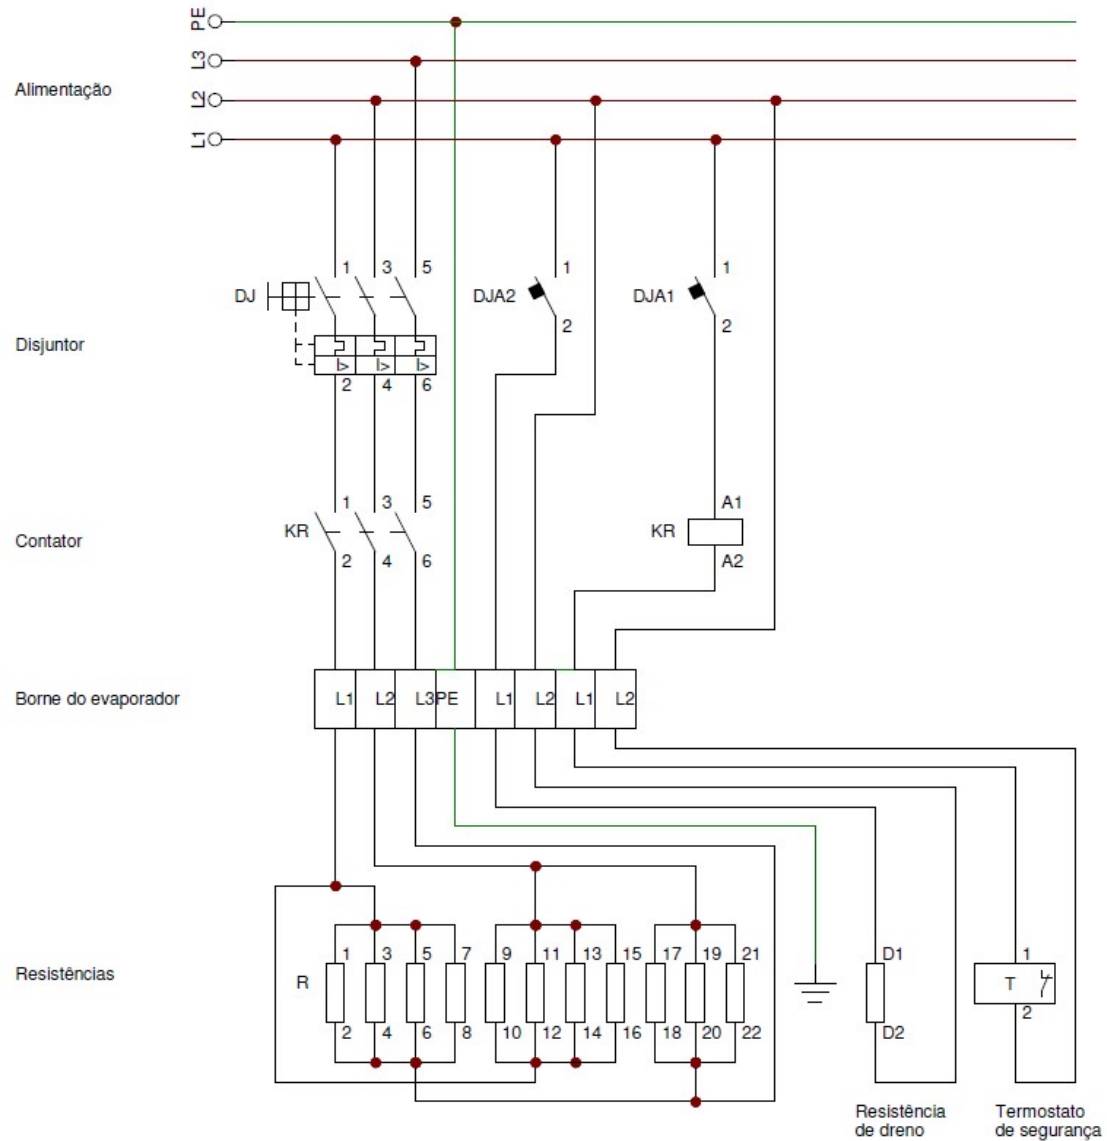 PE
L3
Alimentação
L2
L1
1 3 5 1 1
DJ DJA2 DJA1
2 2
Disjuntor
I> I> I>
2 4 6
1 3 5 A1
KR KR
Contator
2 4 6 A2
Borne do evaporador L1 L2 L3 PE L1 L2 L1 L2
1 3 5 7 9 11 13 15 17 19 21 D1 1
Resistências R T
2 4 6 8 10 12 14 16 18 20 22 D2 2
Resistência
de dreno
Termostato
de segurança